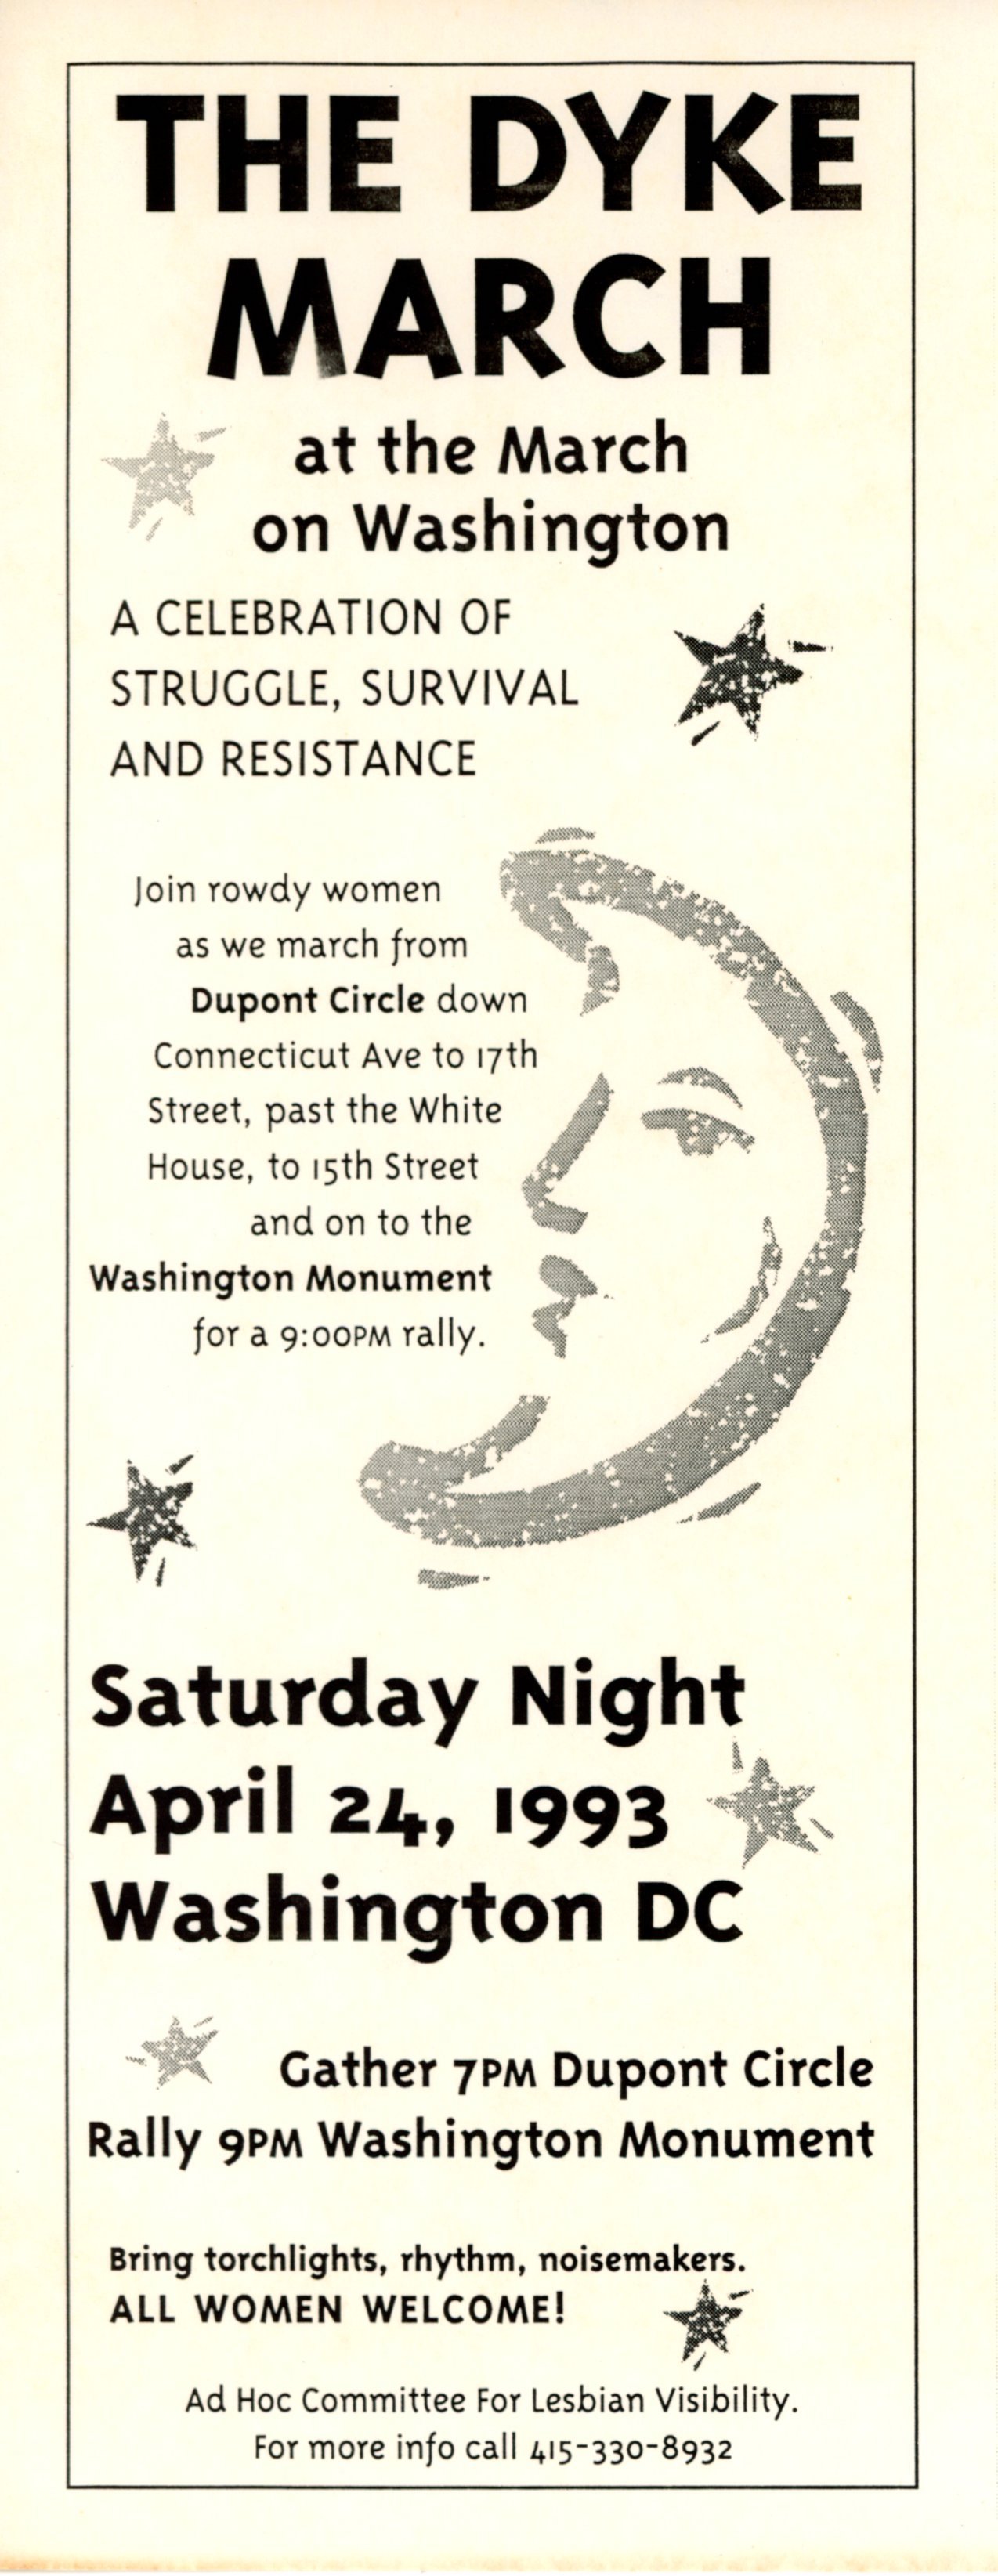 THE DYKE
MARCH
at the March
on Washington
A CELEBRATION OF
STRUGGLE, SURVIVAL
AND RESISTANCE
Join rowdy women
as we march from
Dupont Circle down
Connecticut Ave to 17th
Street, past the White
House, to 15th Street
and on to the
Washington Monument
for a 9:00PM rally.
Saturday Night
April 24, 1993
Washington DC
Gather 7PM Dupont Circle
Rally 9PM Washington Monument
Bring torchlights, rhythm, noisemakers.
ALL WOMEN WELCOME!
Ad Hoc Committee For Lesbian Visibility.
For more info call 415-330-8932